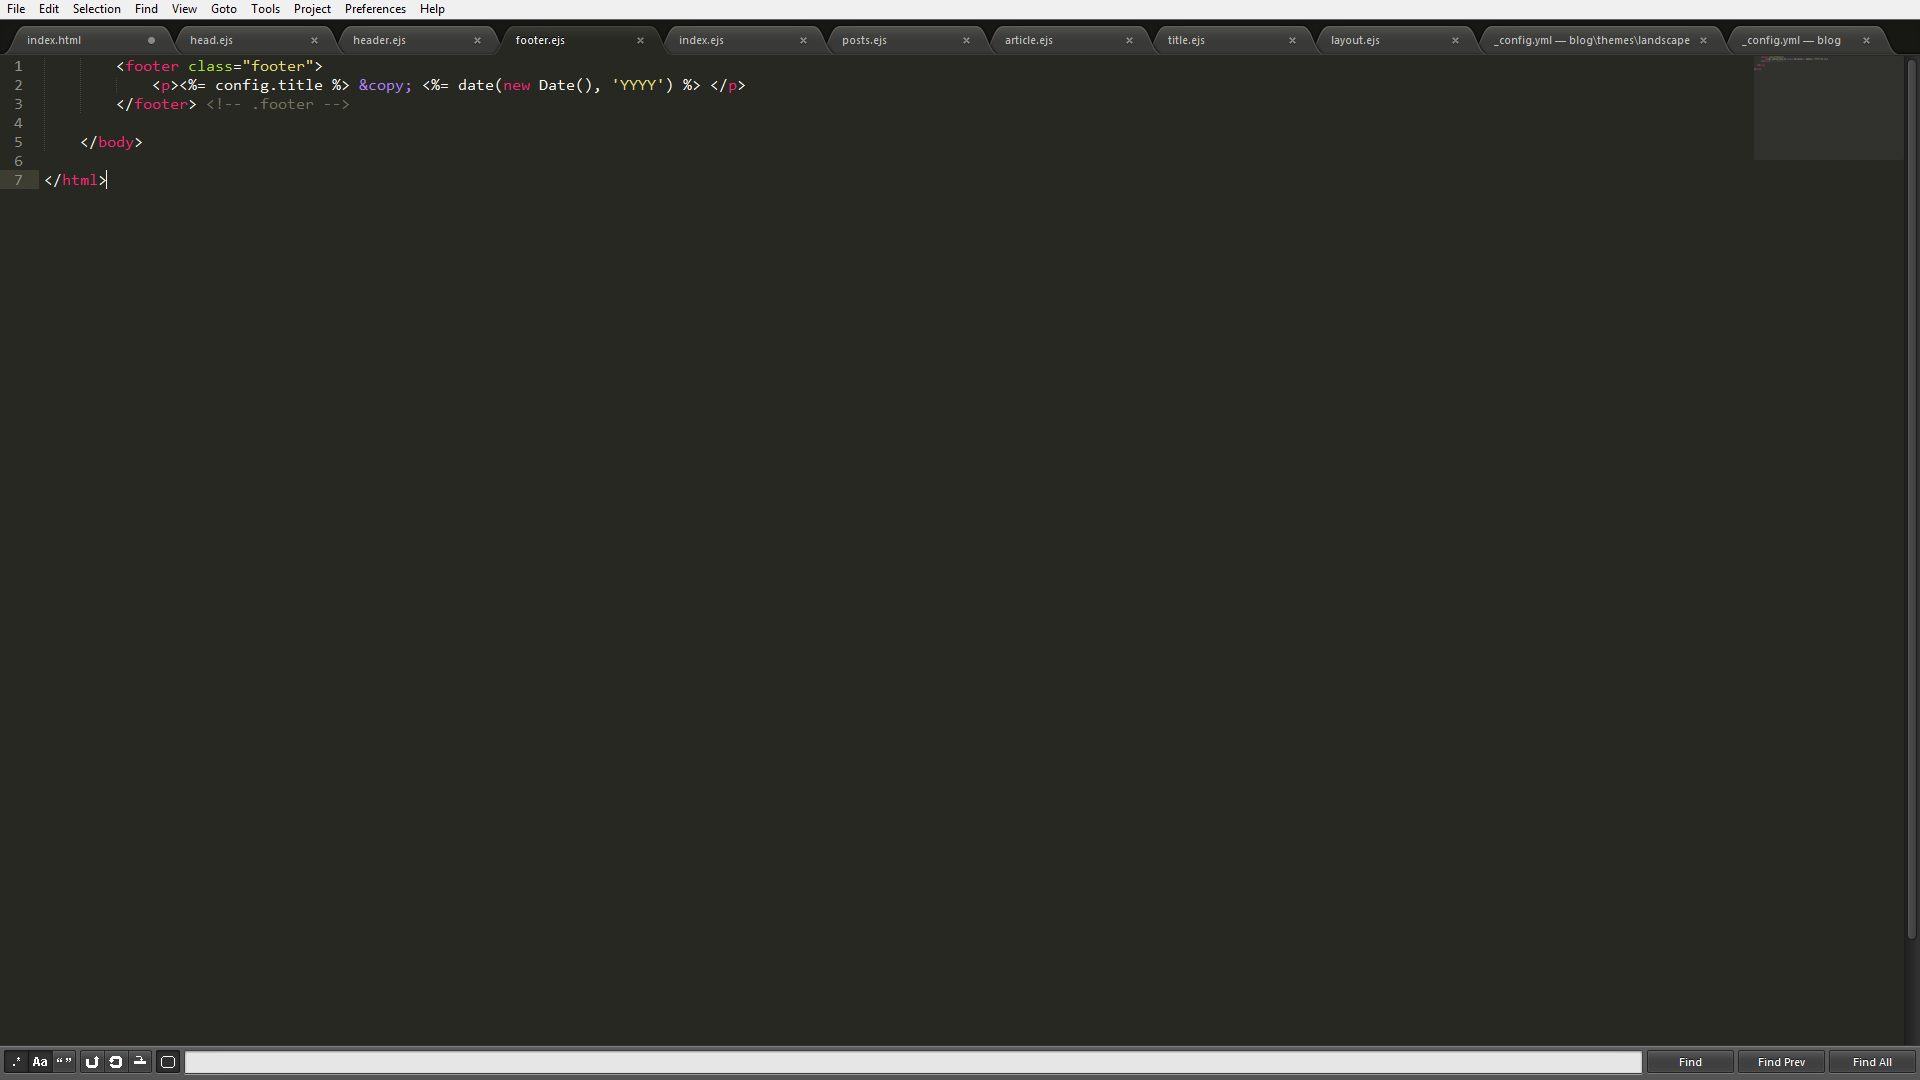 File Edit Selection Find View Goto Tools Project Preferences Help
index.html head.ejs header.ejs footer.ejs index.ejs posts.ejs article.ejs title.ejs layout.ejs _config.yml — blog\themes\landscape _config.yml — blog
1 <footer class="footer">
2 <p><%= config.title %> &copy; <%= date(new Date(), 'YYYY') %> </p>
3 </footer> <!-- .footer -->
4
5 </body>
6
7 </html>
.* Aa “” Find Find Prev Find All